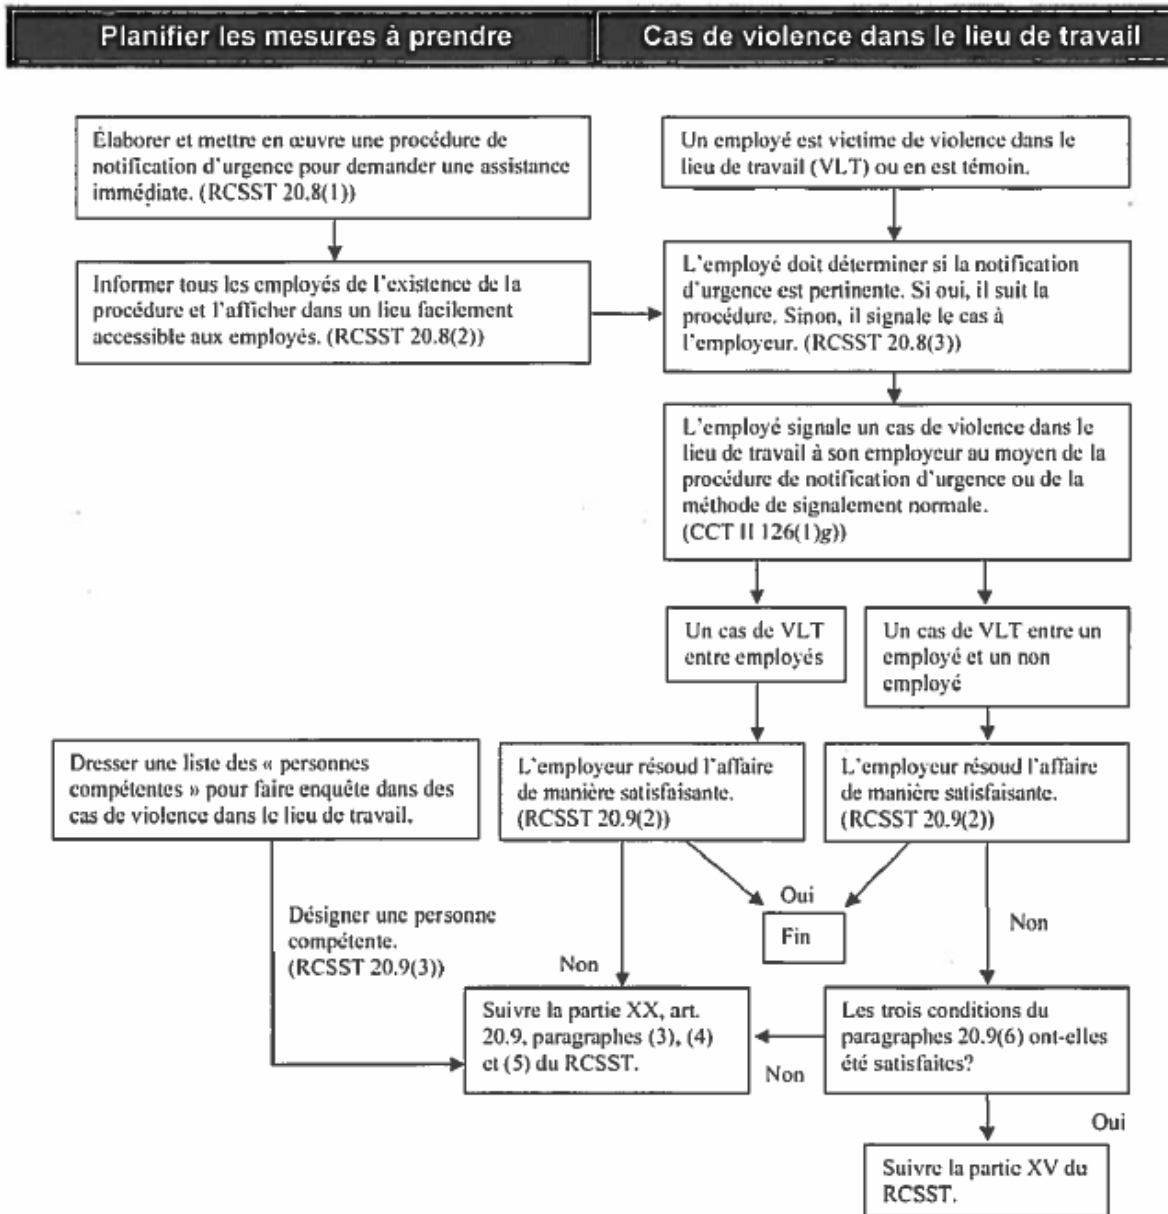 Planifier les mesures à prendre
Cas de violence dans le lieu de travail
Élaborer et mettre en œuvre une procédure de
notification d'urgence pour demander une assistance
immédiate. (RCSST 20.8(1))
Un employé est victime de violence dans le
lieu de travail (VLT) ou en est témoin.
Informer tous les employés de l'existence de la
procédure et l'afficher dans un lieu facilement
accessible aux employés. (RCSST 20.8(2))
L'employé doit déterminer si la notification
d'urgence est pertinente. Si oui, il suit la
procédure. Sinon, il signale le cas à
l'employeur. (RCSST 20.8(3))
L'employé signale un cas de violence dans le
lieu de travail à son employeur au moyen de la
procédure de notification d'urgence ou de la
méthode de signalement normale.
(CCT II 126(1)g))
Un cas de VLT
entre employés
Un cas de VLT entre un
employé et un non
employé
Dresser une liste des « personnes
compétentes » pour faire enquête dans des
cas de violence dans le lieu de travail.
L'employeur résoud l'affaire
de manière satisfaisante.
(RCSST 20.9(2))
L'employeur résoud l'affaire
de manière satisfaisante.
(RCSST 20.9(2))
Oui
Fin
Non
Désigner une personne
compétente.
(RCSST 20.9(3))
Non
Suivre la partie XX, art.
20.9, paragraphes (3), (4)
et (5) du RCSST.
Non
Les trois conditions du
paragraphes 20.9(6) ont-elles
été satisfaites?
Oui
Suivre la partie XV du
RCSST.